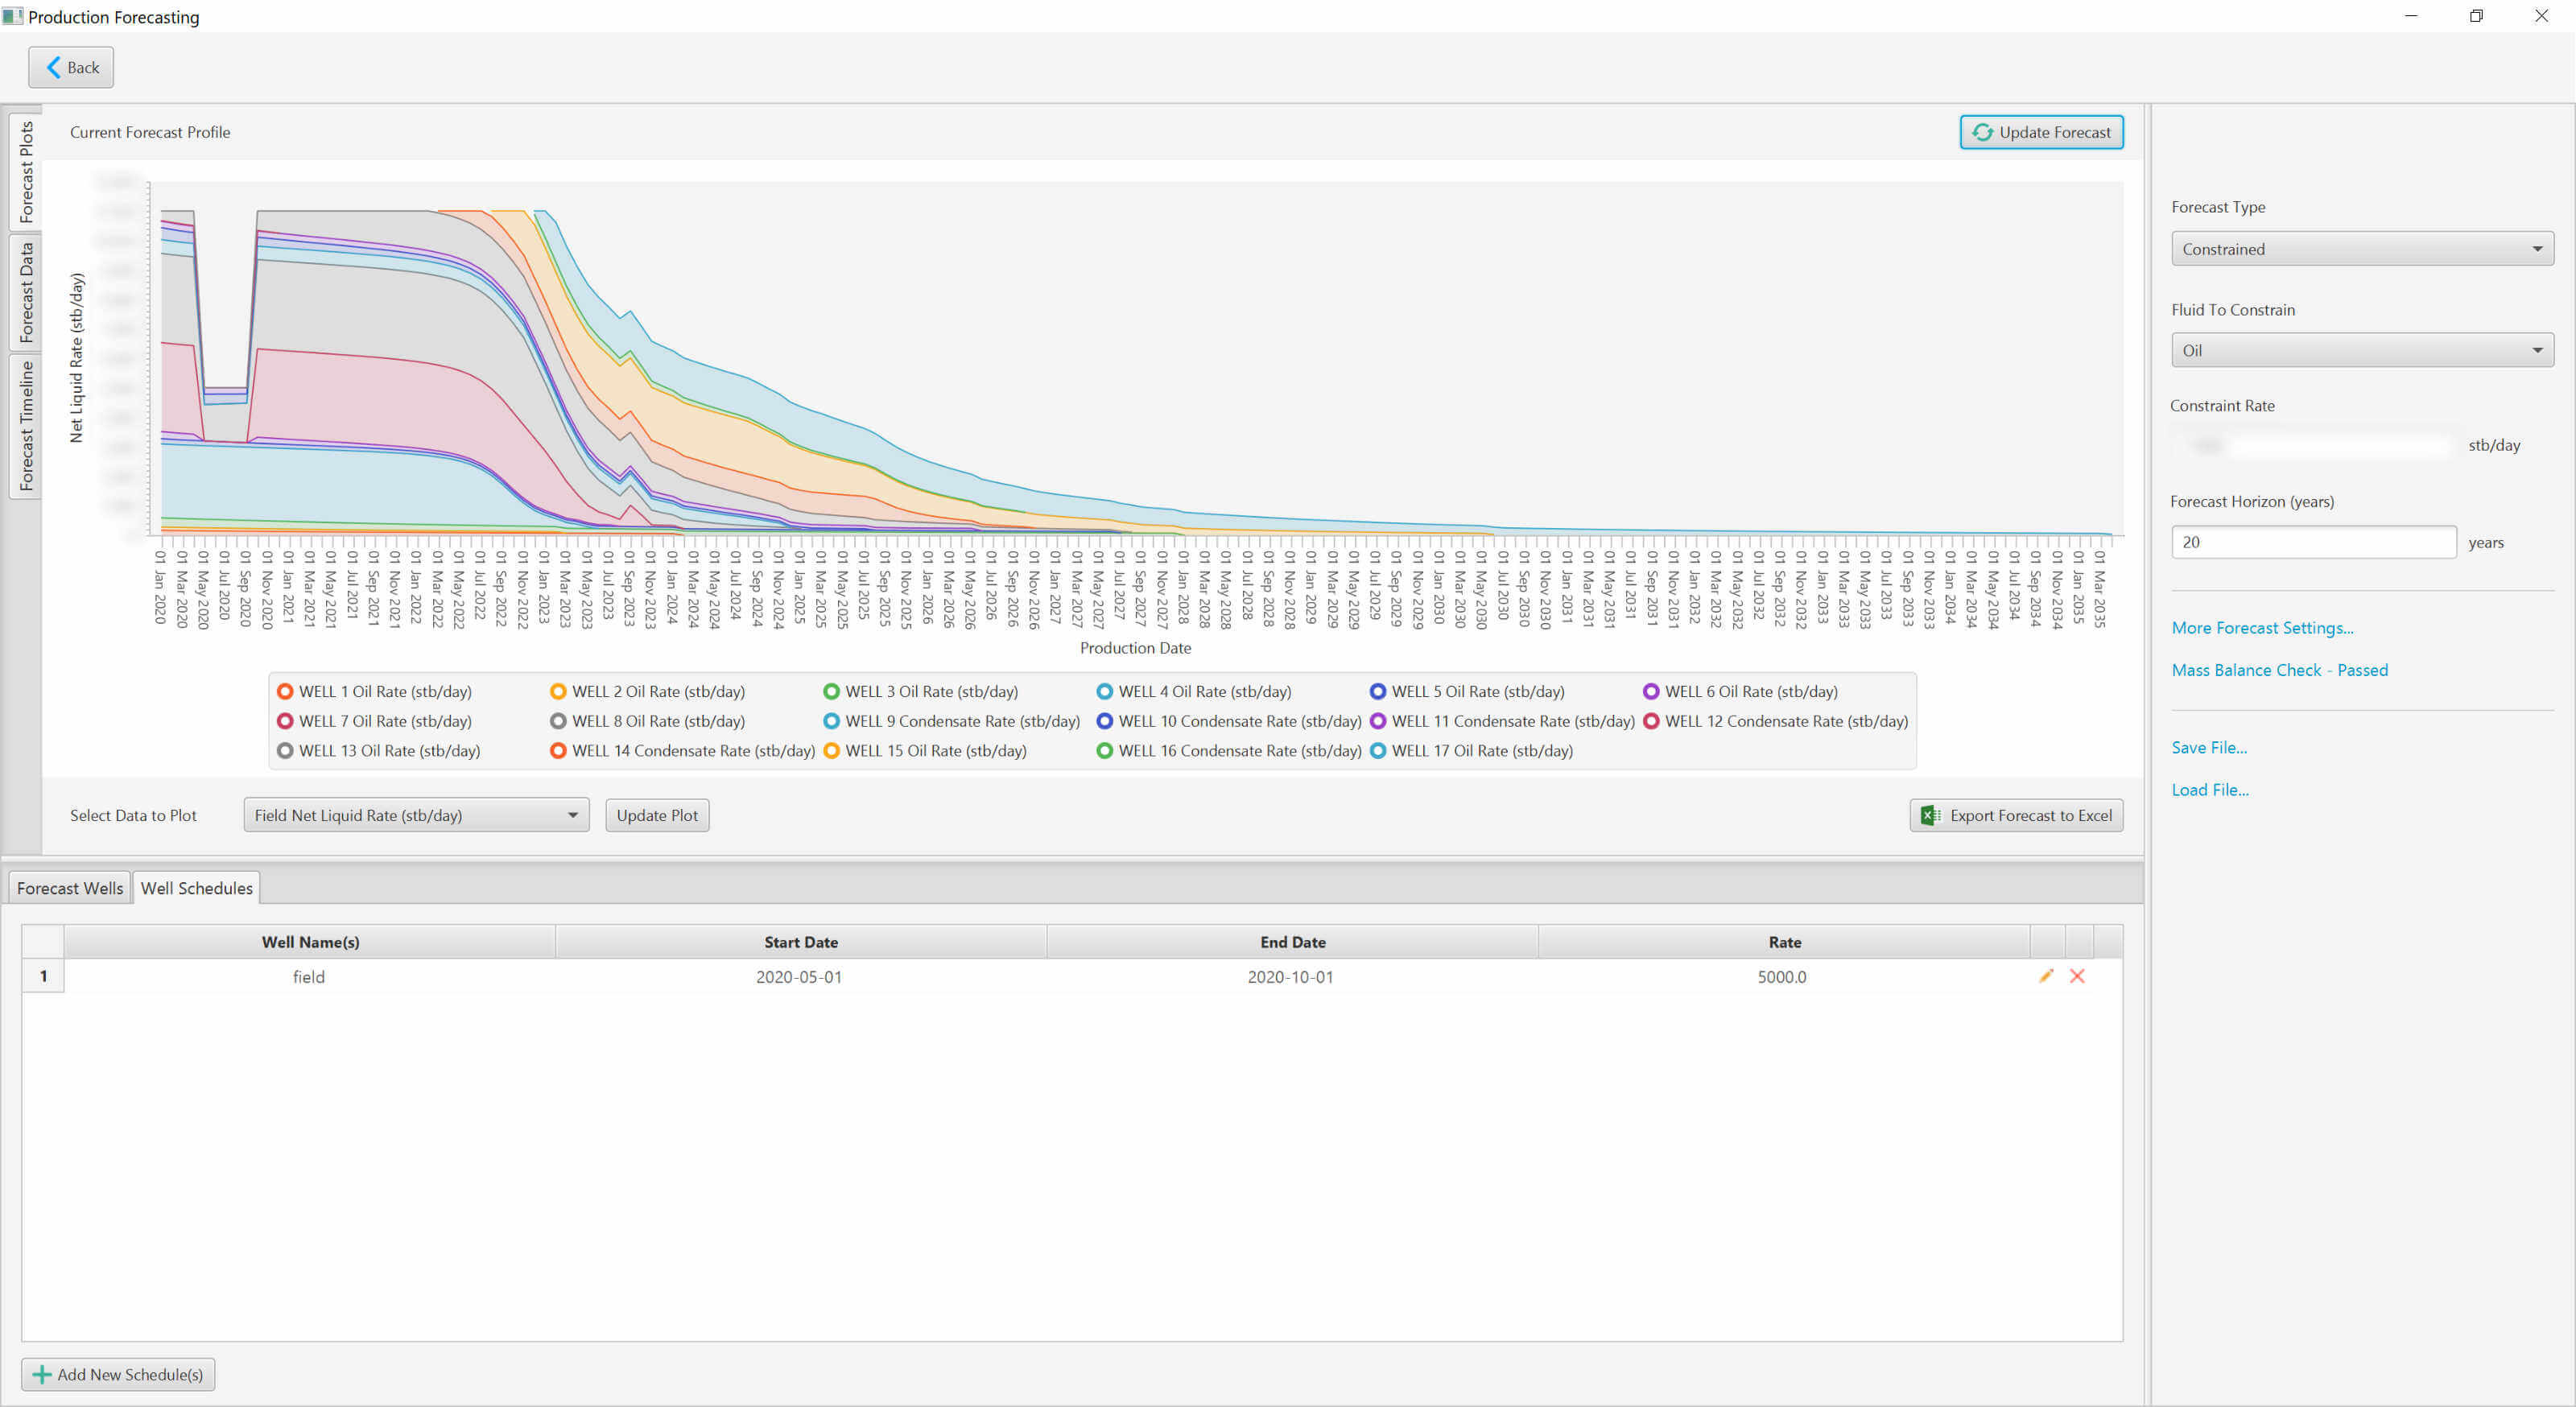 Production Forecasting
Back
Forecast Plots
Forecast Data
Forecast Timeline
Current Forecast Profile
Update Forecast
Net Liquid Rate (stb/day)
01 Jan 2020
01 Mar 2020
01 May 2020
01 Jul 2020
01 Sep 2020
01 Nov 2020
01 Jan 2021
01 Mar 2021
01 May 2021
01 Jul 2021
01 Sep 2021
01 Nov 2021
01 Jan 2022
01 Mar 2022
01 May 2022
01 Jul 2022
01 Sep 2022
01 Nov 2022
01 Jan 2023
01 Mar 2023
01 May 2023
01 Jul 2023
01 Sep 2023
01 Nov 2023
01 Jan 2024
01 Mar 2024
01 May 2024
01 Jul 2024
01 Sep 2024
01 Nov 2024
01 Jan 2025
01 Mar 2025
01 May 2025
01 Jul 2025
01 Sep 2025
01 Nov 2025
01 Jan 2026
01 Mar 2026
01 May 2026
01 Jul 2026
01 Sep 2026
01 Nov 2026
01 Jan 2027
01 Mar 2027
01 May 2027
01 Jul 2027
01 Sep 2027
01 Nov 2027
01 Jan 2028
01 Mar 2028
01 May 2028
01 Jul 2028
01 Sep 2028
01 Nov 2028
01 Jan 2029
01 Mar 2029
01 May 2029
01 Jul 2029
01 Sep 2029
01 Nov 2029
01 Jan 2030
01 Mar 2030
01 May 2030
01 Jul 2030
01 Sep 2030
01 Nov 2030
01 Jan 2031
01 Mar 2031
01 May 2031
01 Jul 2031
01 Sep 2031
01 Nov 2031
01 Jan 2032
01 Mar 2032
01 May 2032
01 Jul 2032
01 Sep 2032
01 Nov 2032
01 Jan 2033
01 Mar 2033
01 May 2033
01 Jul 2033
01 Sep 2033
01 Nov 2033
01 Jan 2034
01 Mar 2034
01 May 2034
01 Jul 2034
01 Sep 2034
01 Nov 2034
01 Jan 2035
01 Mar 2035
Production Date
WELL 1 Oil Rate (stb/day) WELL 2 Oil Rate (stb/day) WELL 3 Oil Rate (stb/day) WELL 4 Oil Rate (stb/day) WELL 5 Oil Rate (stb/day) WELL 6 Oil Rate (stb/day)
WELL 7 Oil Rate (stb/day) WELL 8 Oil Rate (stb/day) WELL 9 Condensate Rate (stb/day) WELL 10 Condensate Rate (stb/day) WELL 11 Condensate Rate (stb/day) WELL 12 Condensate Rate (stb/day)
WELL 13 Oil Rate (stb/day) WELL 14 Condensate Rate (stb/day) WELL 15 Oil Rate (stb/day) WELL 16 Condensate Rate (stb/day) WELL 17 Oil Rate (stb/day)
Select Data to Plot Field Net Liquid Rate (stb/day) Update Plot Export Forecast to Excel
Forecast Wells Well Schedules
Well Name(s) Start Date End Date Rate
1 field 2020-05-01 2020-10-01 5000.0
Add New Schedule(s)
Forecast Type
Constrained
Fluid To Constrain
Oil
Constraint Rate
stb/day
Forecast Horizon (years)
20 years
More Forecast Settings...
Mass Balance Check - Passed
Save File...
Load File...